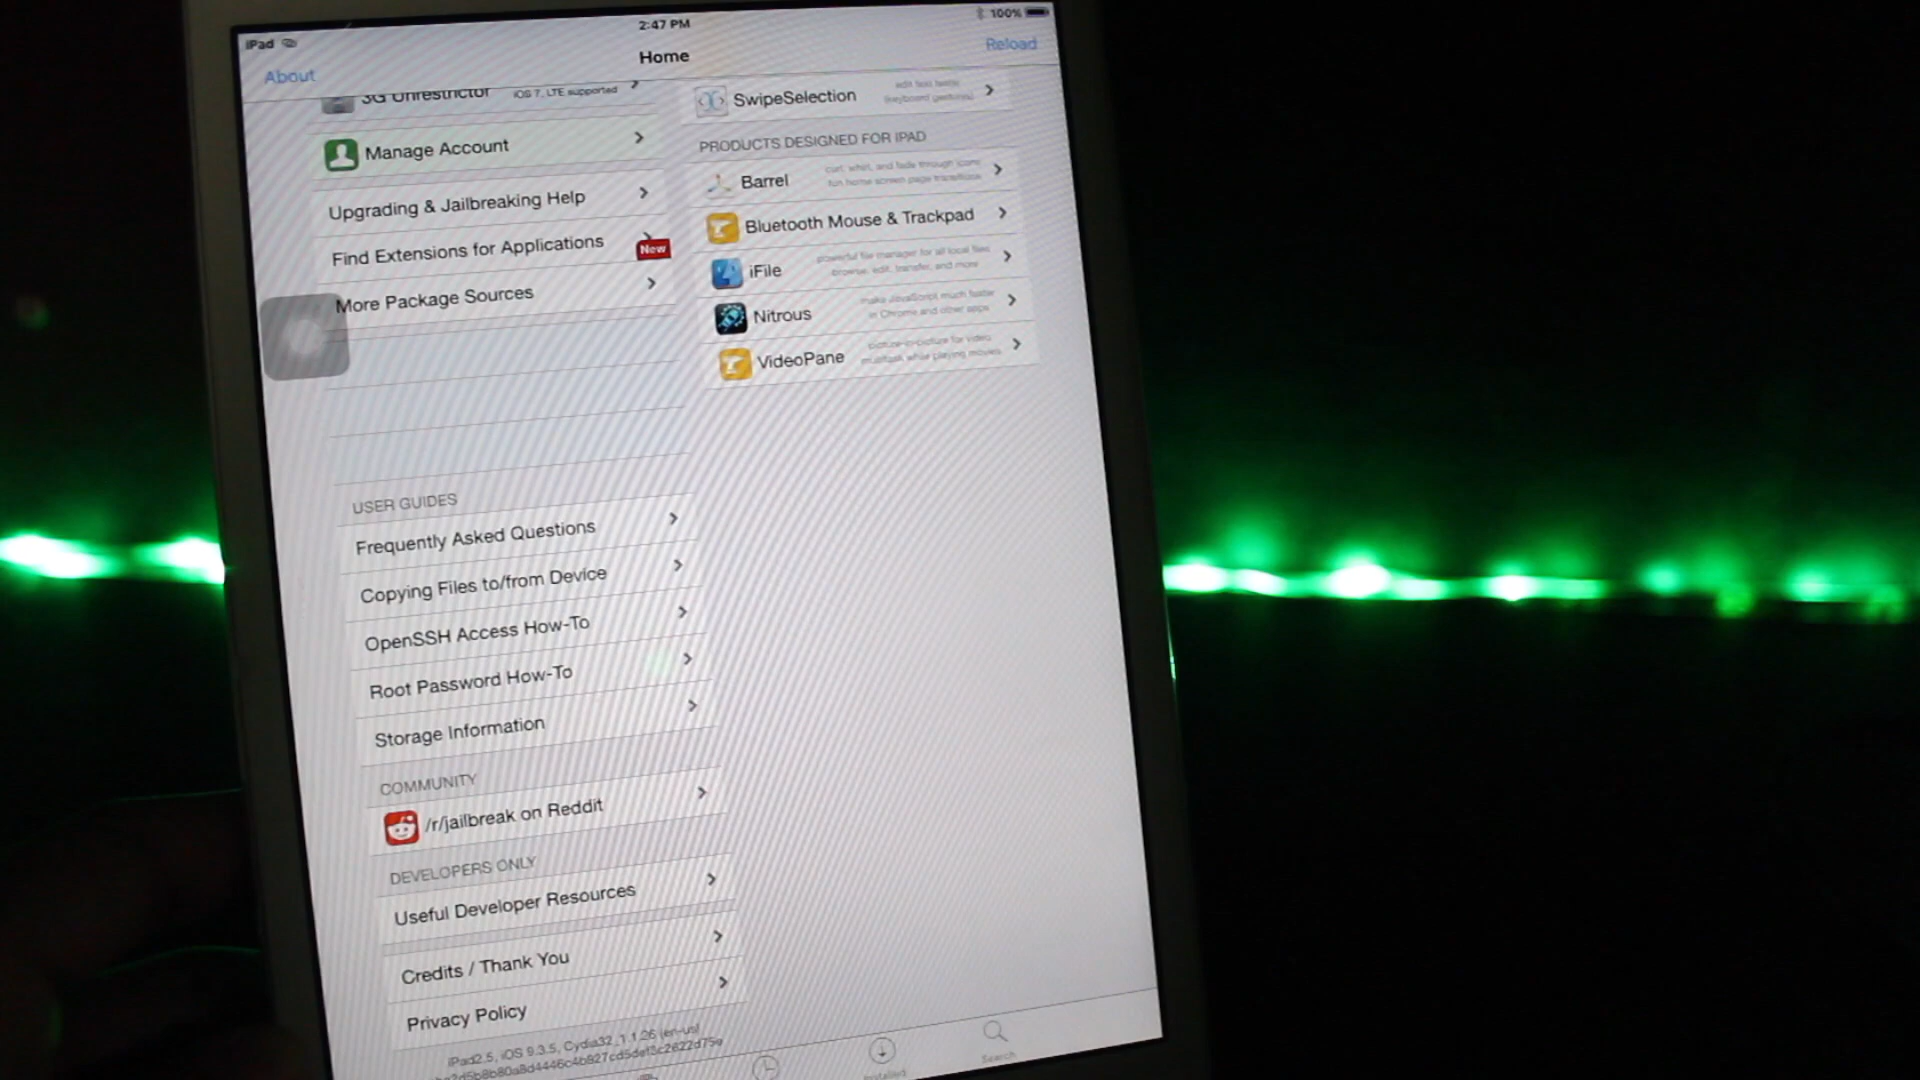 iPad
2:47 PM
100%
About
Home
Reload
3G Unrestrictor
iOS 7, LTE supported
Manage Account
Upgrading & Jailbreaking Help
Find Extensions for Applications
New
More Package Sources
USER GUIDES
Frequently Asked Questions
Copying Files to/from Device
OpenSSH Access How-To
Root Password How-To
Storage Information
COMMUNITY
/r/jailbreak on Reddit
DEVELOPERS ONLY
Useful Developer Resources
Credits / Thank You
Privacy Policy
iPad2,5, iOS 9.3.5, Cydia32_1.1.26 (en-us)
SwipeSelection
(keyboard gestures)
PRODUCTS DESIGNED FOR IPAD
Barrel
curl, whirl, and fade through icons
fun home screen page transitions
Bluetooth Mouse & Trackpad
iFile
powerful file manager for all local files
browse, edit, transfer, and more
Nitrous
make JavaScript much faster
in Chrome and other apps
VideoPane
picture-in-picture for video
multitask while playing movies
Installed
Search